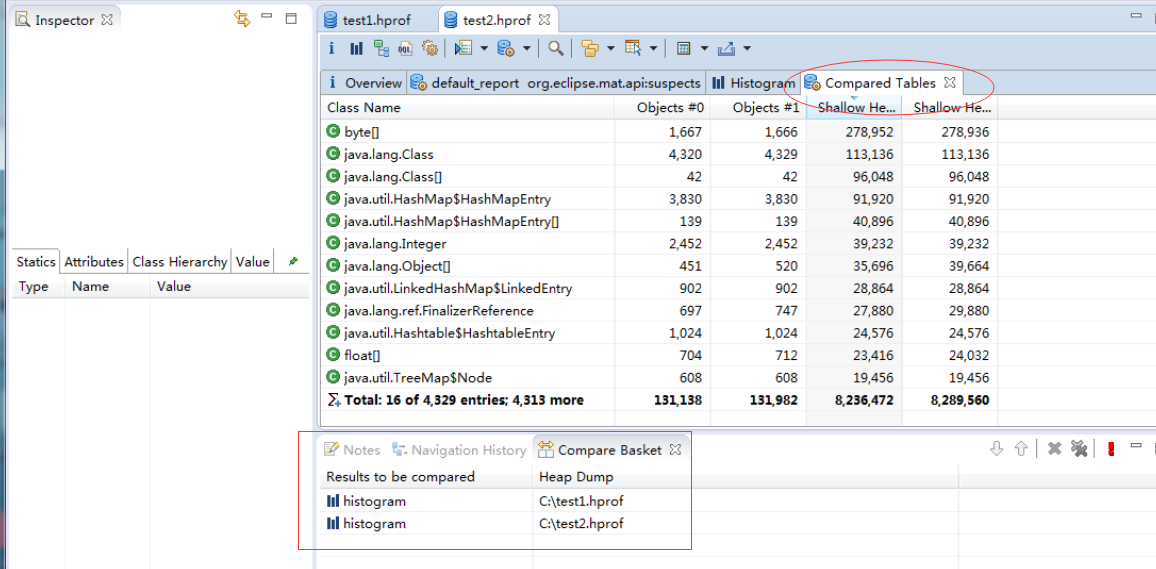 Inspector
test1.hprof test2.hprof
i OQL
i Overview default_report org.eclipse.mat.api:suspects Histogram Compared Tables
Class Name Objects #0 Objects #1 Shallow He... Shallow He...
byte[] 1,667 1,666 278,952 278,936
java.lang.Class 4,320 4,329 113,136 113,136
java.lang.Class[] 42 42 96,048 96,048
java.util.HashMap$HashMapEntry 3,830 3,830 91,920 91,920
java.util.HashMap$HashMapEntry[] 139 139 40,896 40,896
java.lang.Integer 2,452 2,452 39,232 39,232
java.lang.Object[] 451 520 35,696 39,664
java.util.LinkedHashMap$LinkedEntry 902 902 28,864 28,864
java.lang.ref.FinalizerReference 697 747 27,880 29,880
java.util.Hashtable$HashtableEntry 1,024 1,024 24,576 24,576
float[] 704 712 23,416 24,032
java.util.TreeMap$Node 608 608 19,456 19,456
Total: 16 of 4,329 entries; 4,313 more 131,138 131,982 8,236,472 8,289,560
Statics Attributes Class Hierarchy Value
Type Name Value
Notes Navigation History Compare Basket
Results to be compared Heap Dump
histogram C:\test1.hprof
histogram C:\test2.hprof